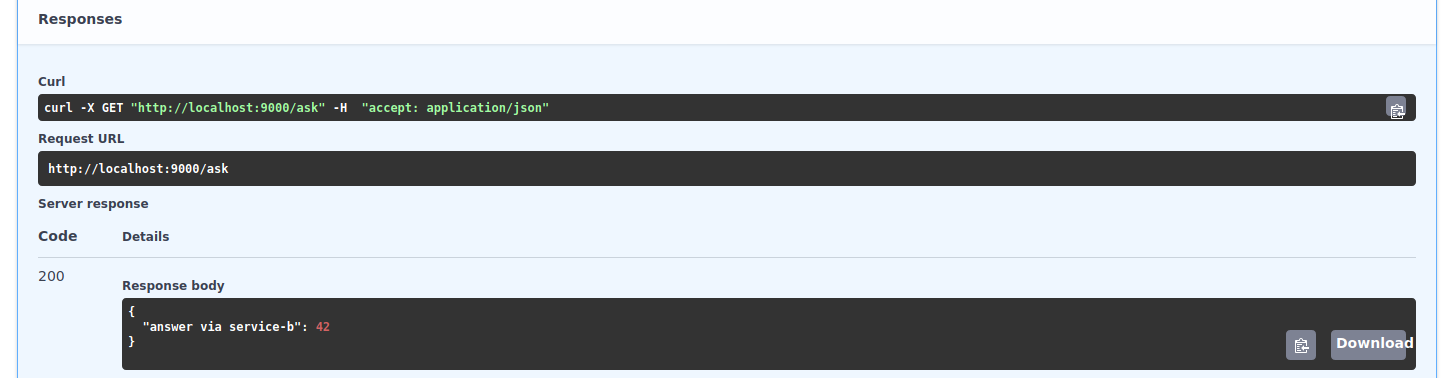 Responses
Curl
curl -X GET "http://localhost:9000/ask" -H  "accept: application/json"
Request URL
http://localhost:9000/ask
Server response
Code Details
200
Response body
{
  "answer via service-b": 42
}
Download